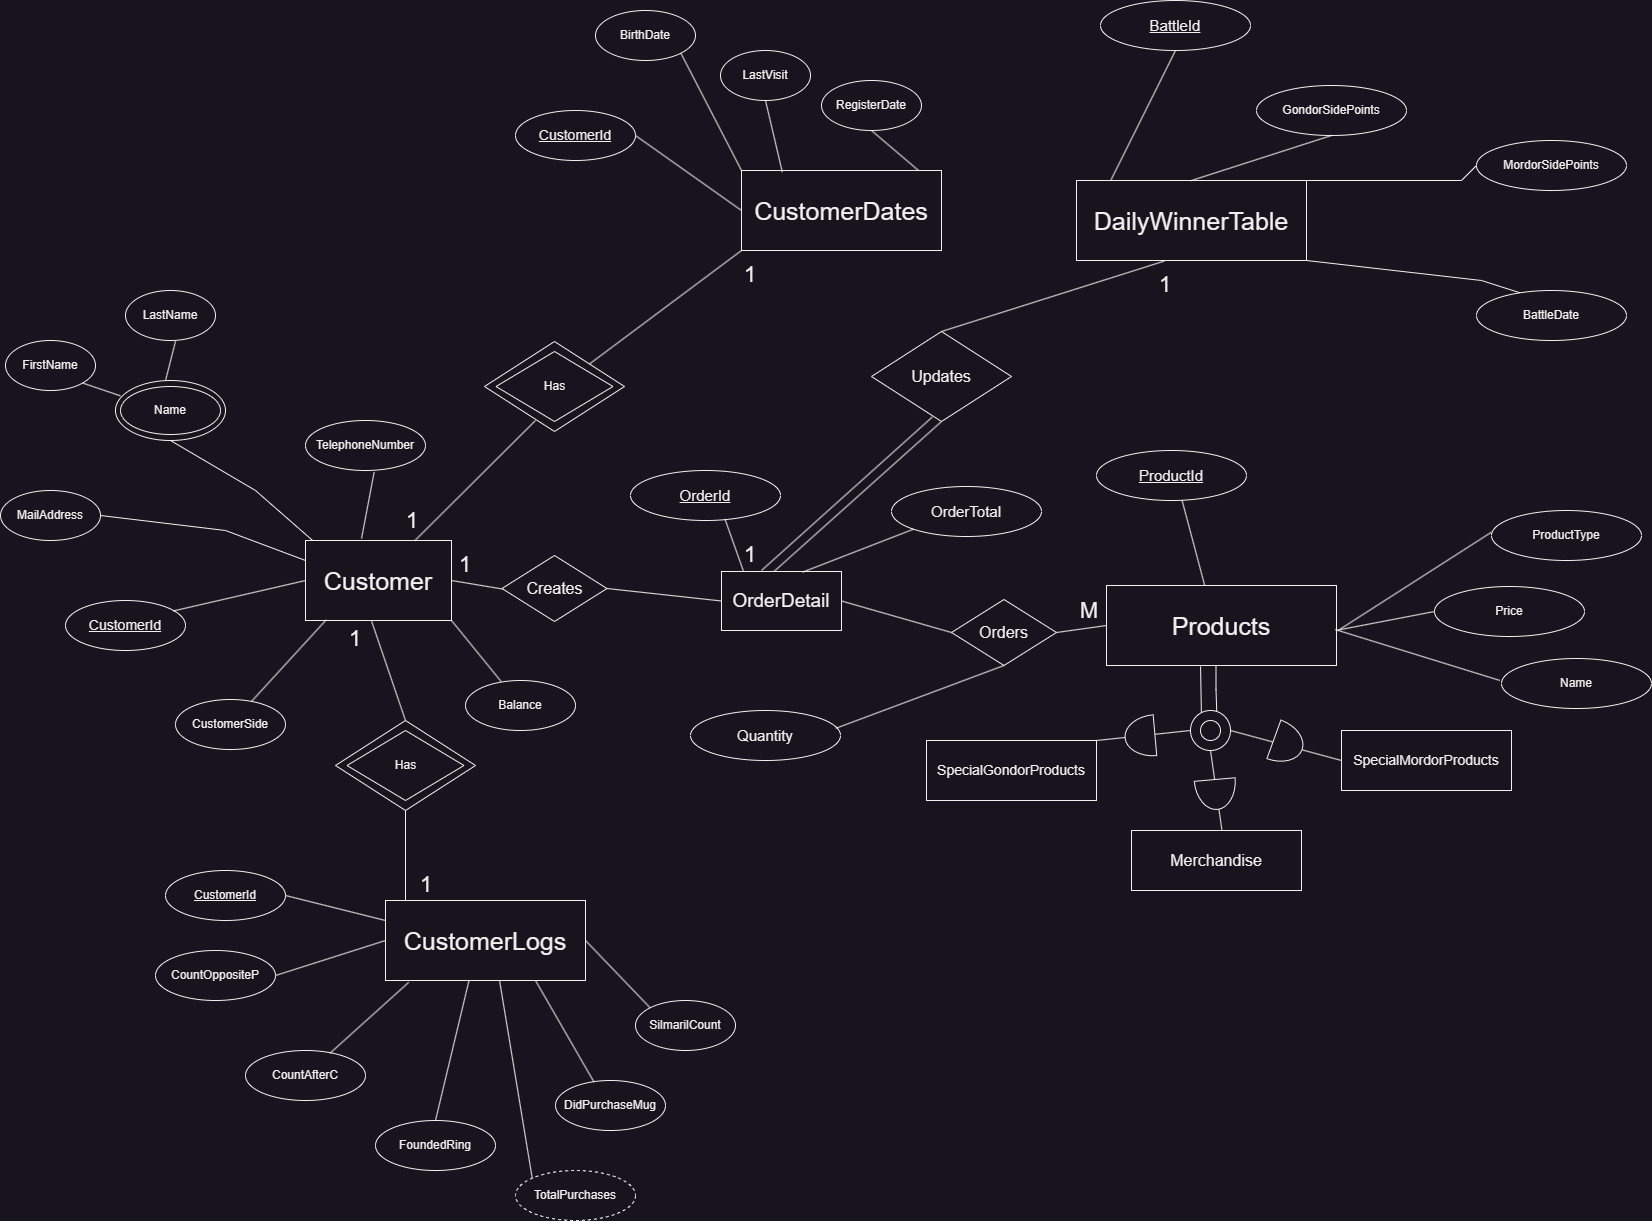 BattleId
BirthDate
LastVisit
RegisterDate
GondorSidePoints
CustomerId
MordorSidePoints
CustomerDates
DailyWinnerTable
1
1
LastName
BattleDate
FirstName
Name
Has
Updates
TelephoneNumber
MailAddress
OrderId
OrderTotal
ProductId
1
1
1
ProductType
Customer
Creates
OrderDetail
M
Price
CustomerId
1
Orders
Products
Name
CustomerSide
Balance
Quantity
Has
SpecialGondorProducts
SpecialMordorProducts
Merchandise
1
CustomerId
CustomerLogs
CountOppositeP
SilmarilCount
CountAfterC
DidPurchaseMug
FoundedRing
TotalPurchases